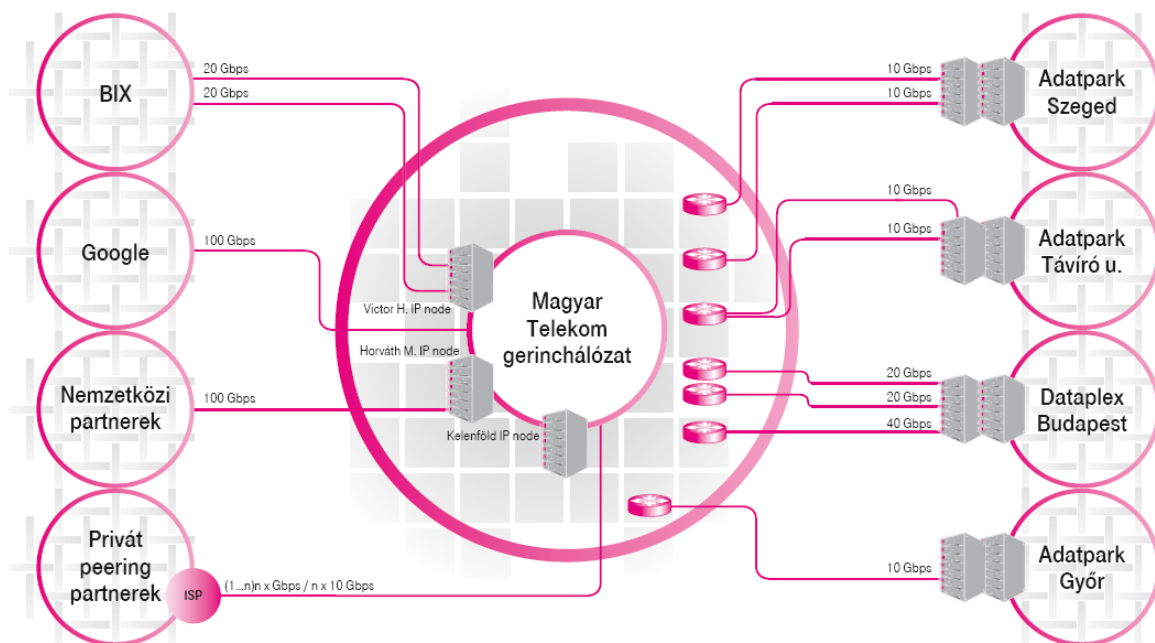 BIX
20 Gbps
20 Gbps
Google
100 Gbps
Nemzetközi
partnerek
100 Gbps
Privát
peering
partnerek
ISP
(1...n)n x Gbps / n x 10 Gbps
Victor H. IP node
Horváth M. IP node
Kelenföld IP node
Magyar
Telekom
gerinchálózat
10 Gbps
10 Gbps
Adatpark
Szeged
10 Gbps
10 Gbps
Adatpark
Távíró u.
20 Gbps
20 Gbps
40 Gbps
Dataplex
Budapest
10 Gbps
Adatpark
Győr